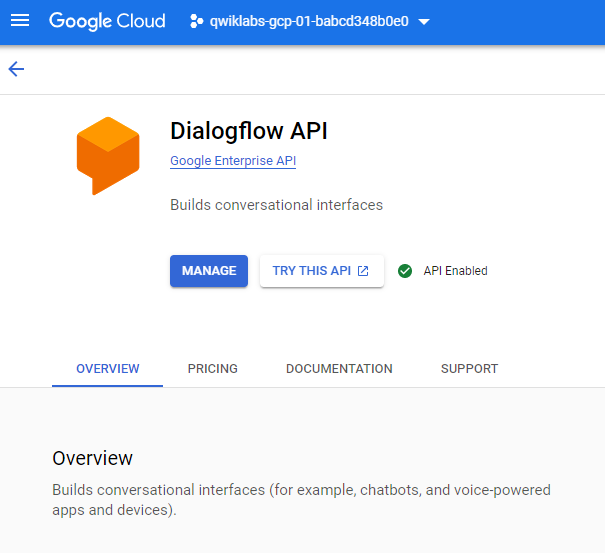 Google Cloud
qwiklabs-gcp-01-babcd348b0e0
Dialogflow API
Google Enterprise API
Builds conversational interfaces
MANAGE
TRY THIS API
API Enabled
OVERVIEW
PRICING
DOCUMENTATION
SUPPORT
Overview
Builds conversational interfaces (for example, chatbots, and voice-powered
apps and devices).